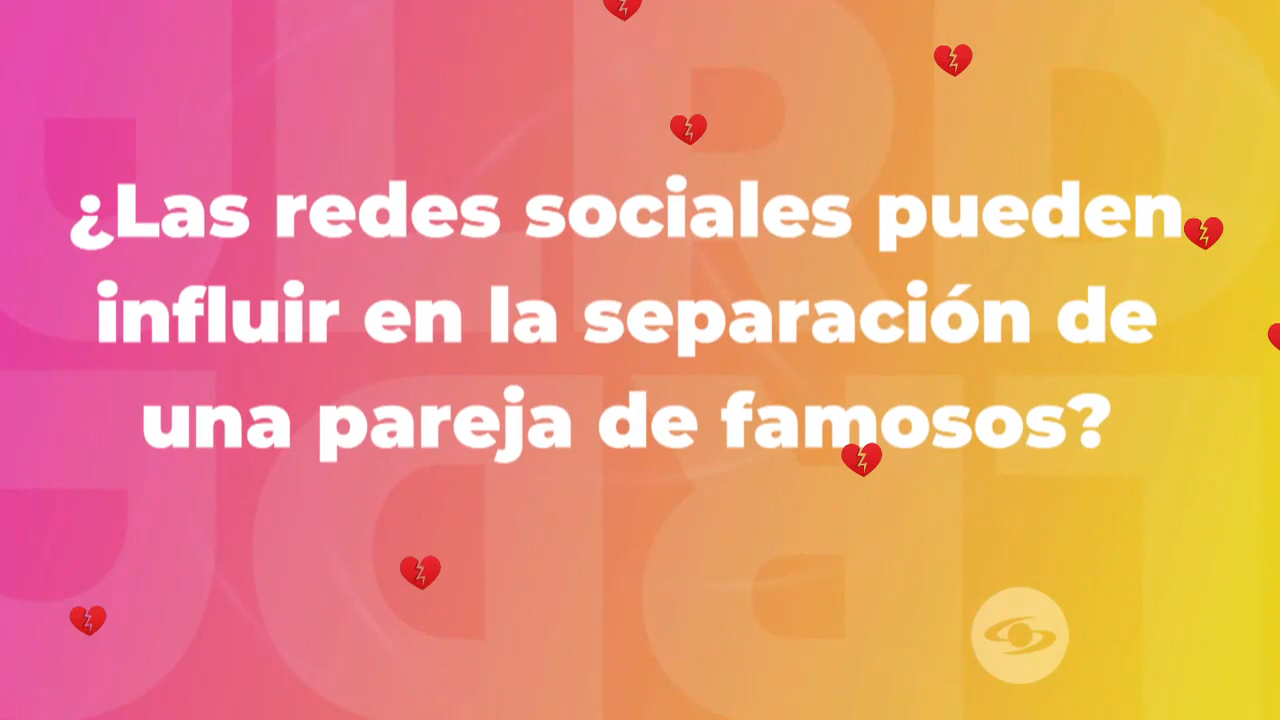 ¿Las redes sociales pueden
influir en la separación de
una pareja de famosos?